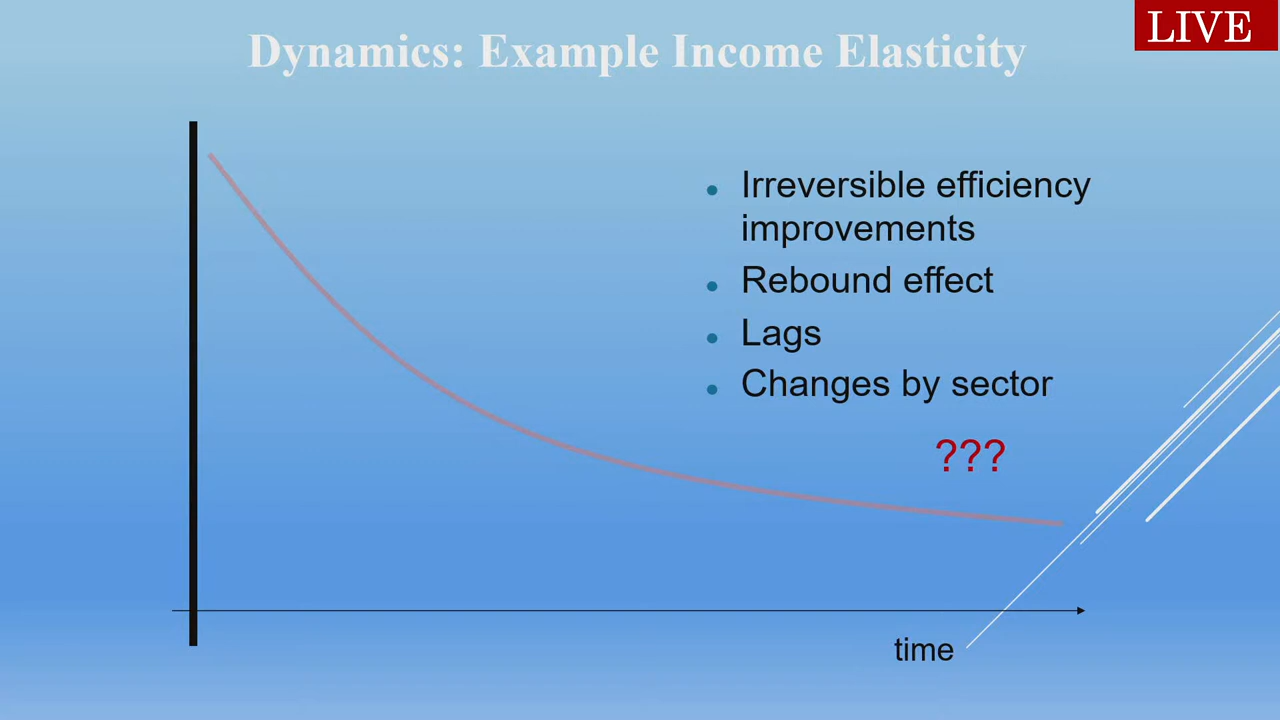 LIVE
Dynamics: Example Income Elasticity
Irreversible efficiency
improvements
Rebound effect
Lags
Changes by sector
???
time